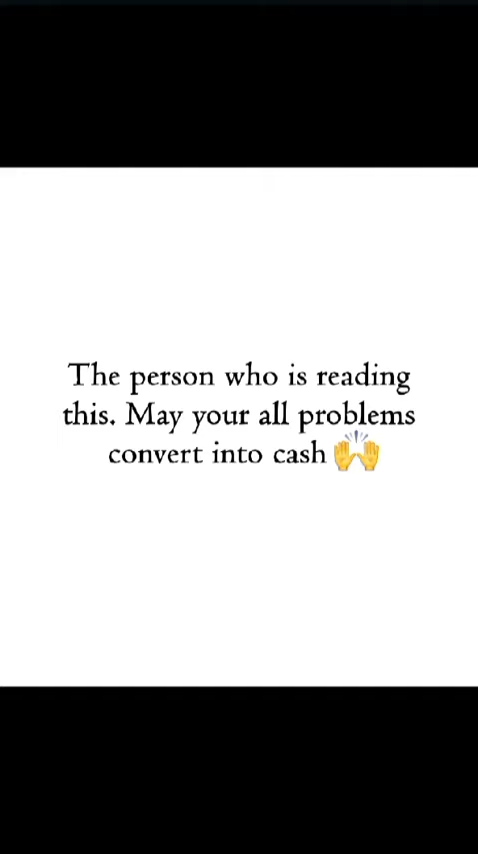 The person who is reading
this. May your all problems
convert into cash 🙌